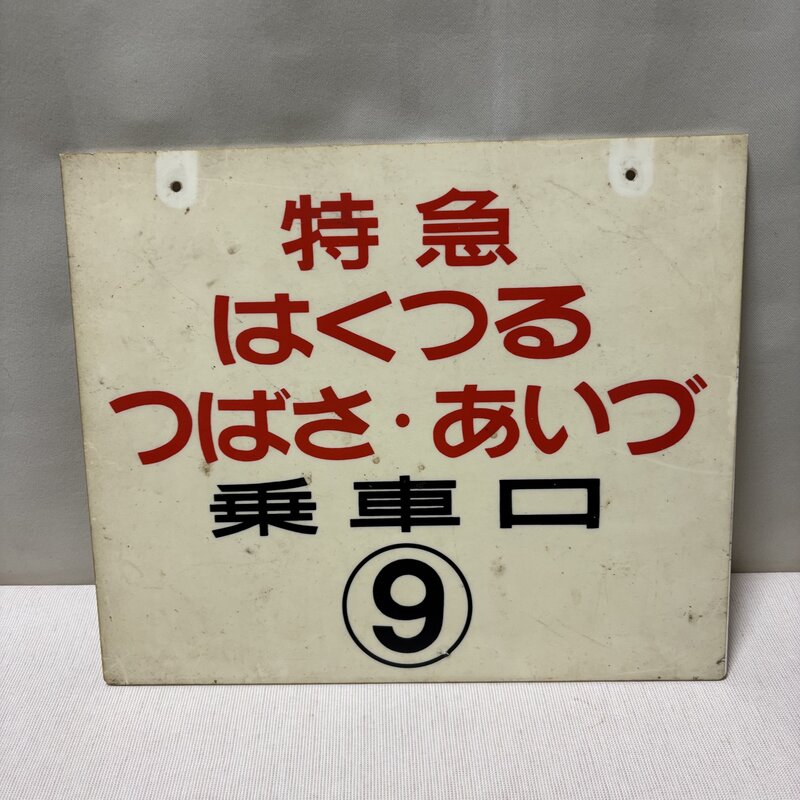 特急
はくつる
つばさ・あいづ
乗車口
⑨